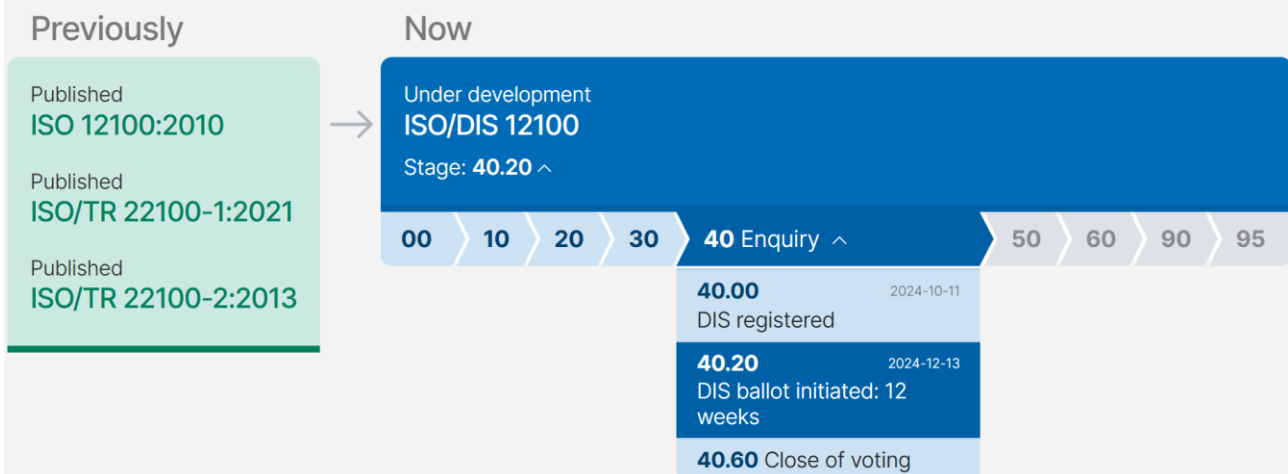 Previously
Published
ISO 12100:2010
Published
ISO/TR 22100-1:2021
Published
ISO/TR 22100-2:2013
Now
Under development
ISO/DIS 12100
Stage: 40.20
00 10 20 30 40 Enquiry 50 60 90 95
40.00 2024-10-11
DIS registered
40.20 2024-12-13
DIS ballot initiated: 12
weeks
40.60 Close of voting